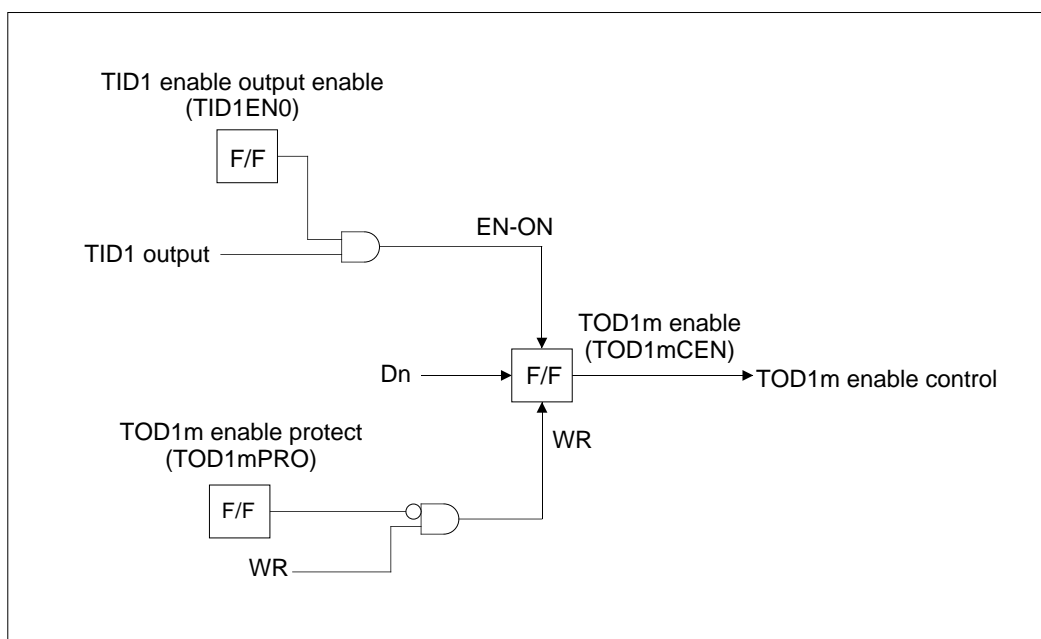 TID1 enable output enable
(TID1EN0)
F/F
EN-ON
TID1 output
TOD1m enable
(TOD1mCEN)
Dn
F/F
TOD1m enable control
TOD1m enable protect
(TOD1mPRO)
WR
F/F
WR